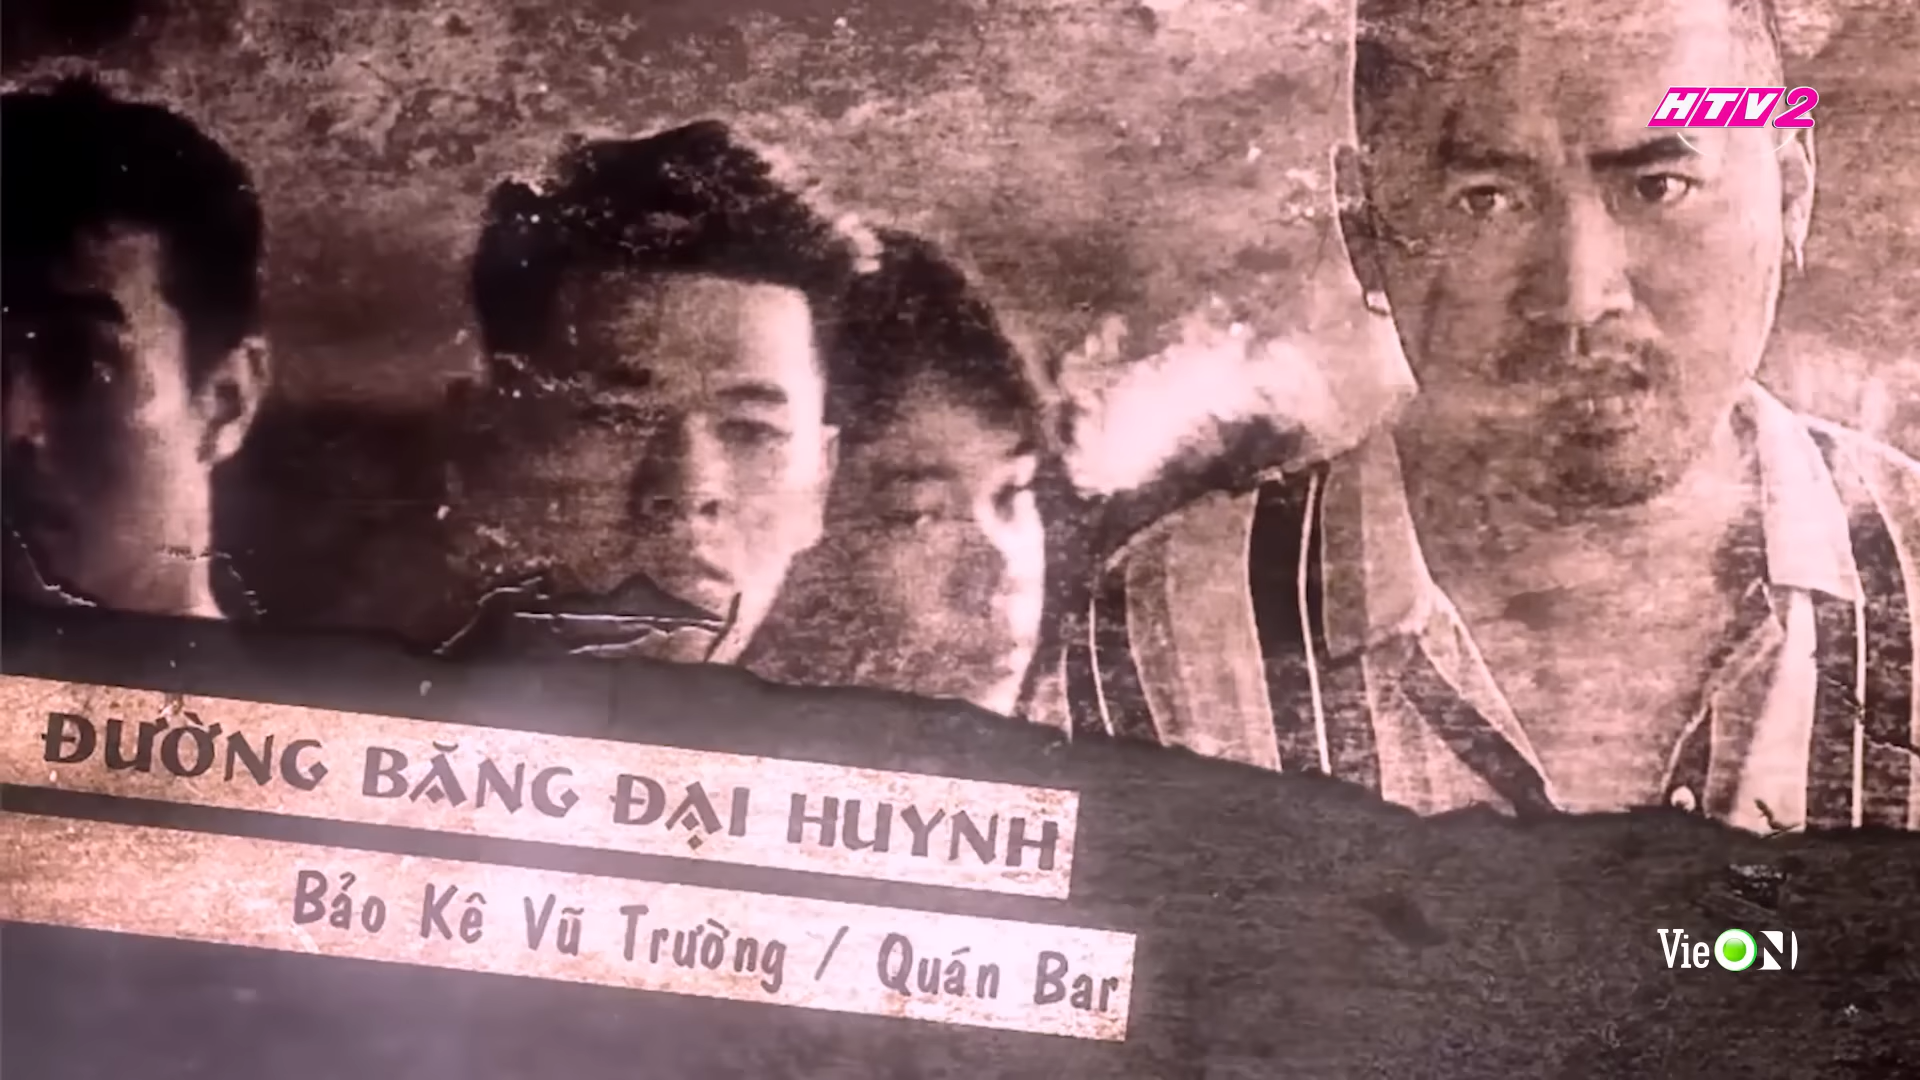 HTV2
ĐƯỜNG BĂNG ĐẠI HUYNH
Bảo Kê Vũ Trường / Quán Bar
VieON